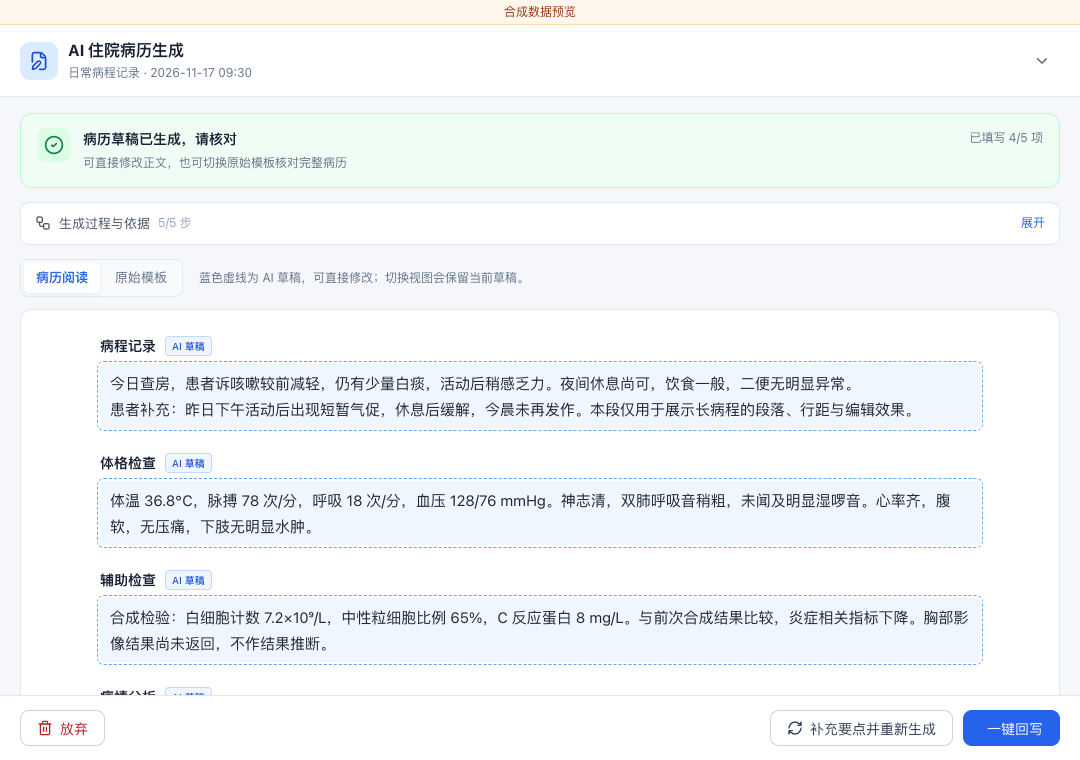 合成数据预览
AI 住院病历生成
日常病程记录 · 2026-11-17 09:30
病历草稿已生成，请核对
已填写 4/5 项
可直接修改正文，也可切换原始模板核对完整病历
生成过程与依据 5/5 步
展开
病历阅读 原始模板 蓝色虚线为 AI 草稿，可直接修改；切换视图会保留当前草稿。
病程记录 AI 草稿
今日查房，患者诉咳嗽较前减轻，仍有少量白痰，活动后稍感乏力。夜间休息尚可，饮食一般，二便无明显异常。
患者补充：昨日下午活动后出现短暂气促，休息后缓解，今晨未再发作。本段仅用于展示长病程的段落、行距与编辑效果。
体格检查 AI 草稿
体温 36.8°C，脉搏 78 次/分，呼吸 18 次/分，血压 128/76 mmHg。神志清，双肺呼吸音稍粗，未闻及明显湿啰音。心率齐，腹
软，无压痛，下肢无明显水肿。
辅助检查 AI 草稿
合成检验：白细胞计数 7.2×10⁹/L，中性粒细胞比例 65%，C 反应蛋白 8 mg/L。与前次合成结果比较，炎症相关指标下降。胸部影
像结果尚未返回，不作结果推断。
病情分析 AI 草稿
放弃
补充要点并重新生成
一键回写